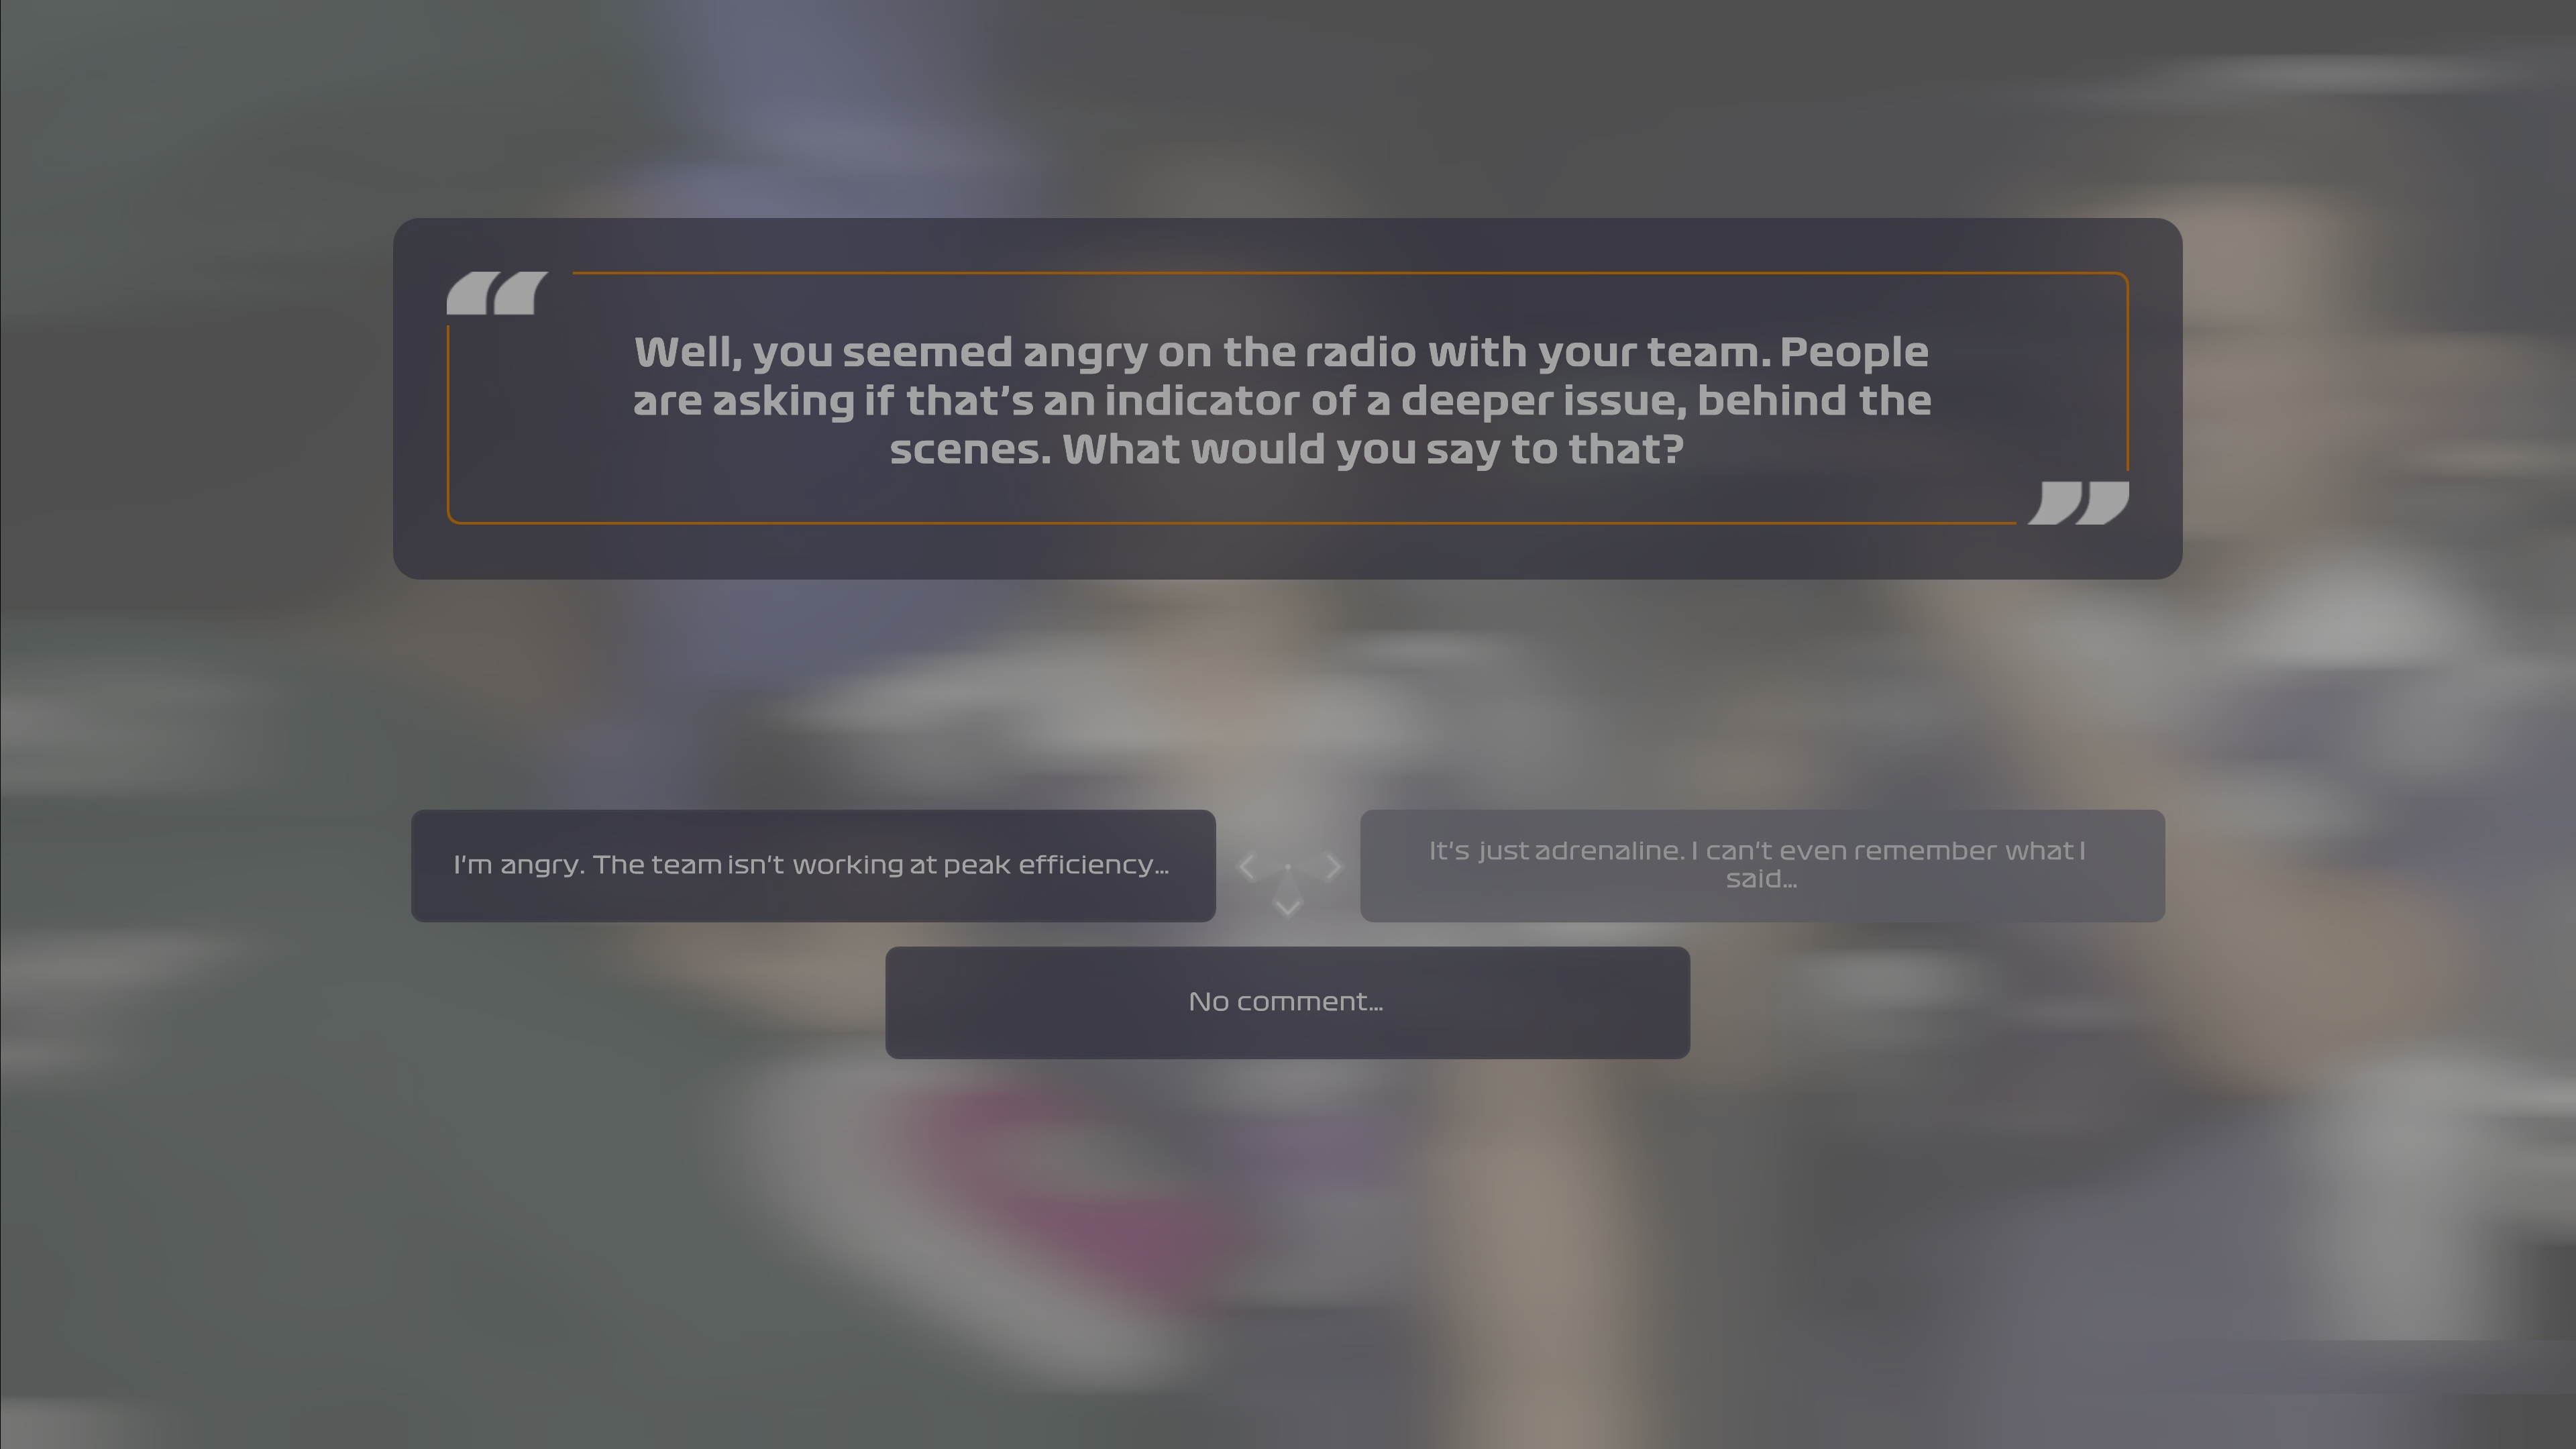 Well, you seemed angry on the radio with your team. People
are asking if that's an indicator of a deeper issue, behind the
scenes. What would you say to that?
I'm angry. The team isn't working at peak efficiency...
It's just adrenaline. I can't even remember what I
said...
No comment...